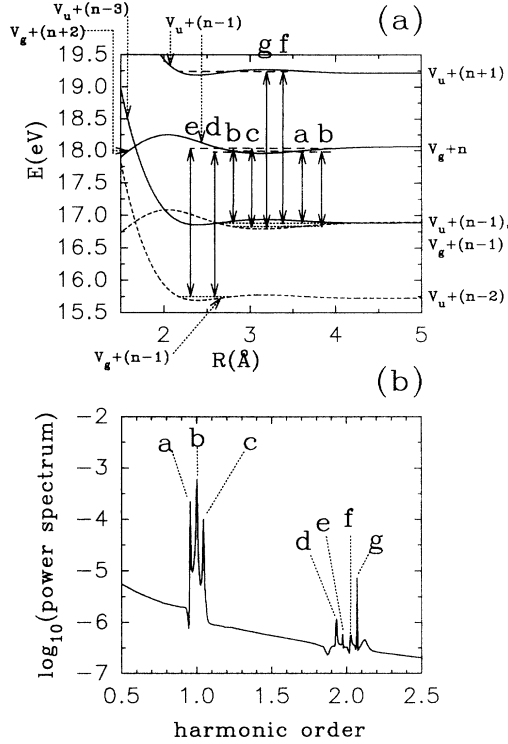 V_u+(n−3)
V_g+(n+2)
V_u+(n−1)
(a)
g f
19.5
19.0
18.5
18.0
17.5
17.0
16.5
16.0
15.5
E(eV)
e d b c a b
V_u+(n+1)
V_g+n
V_u+(n−1),
V_g+(n−1)
V_u+(n−2)
V_g+(n−1)
2 3 4 5
R(Å)
(b)
−2
−3
−4
−5
−6
−7
log_10(power spectrum)
a b c
d e f g
0.5 1.0 1.5 2.0 2.5
harmonic order